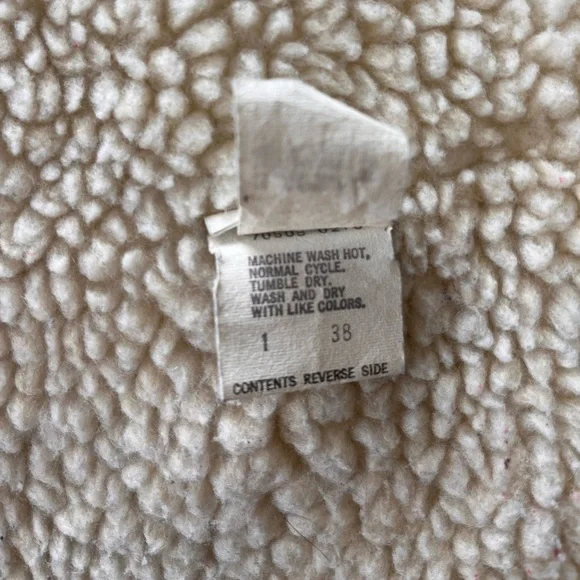 MACHINE WASH HOT,
NORMAL CYCLE.
TUMBLE DRY.
WASH AND DRY
WITH LIKE COLORS.
1 38
CONTENTS REVERSE SIDE